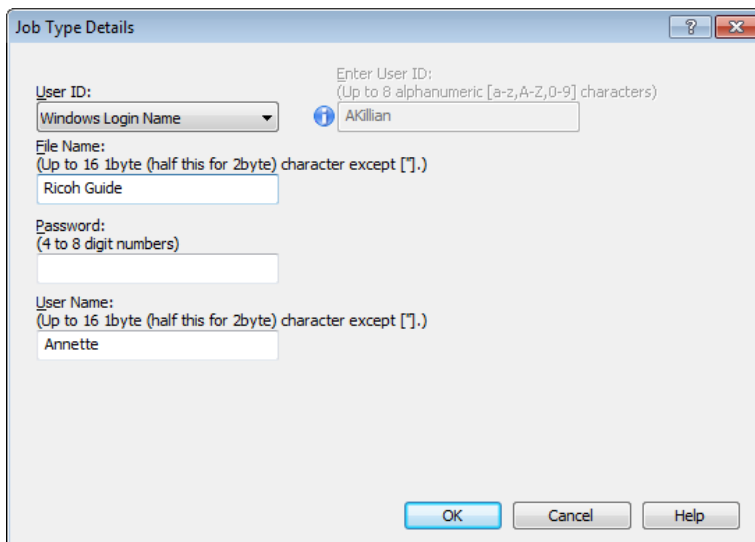 Job Type Details
User ID:
Windows Login Name
Enter User ID:
(Up to 8 alphanumeric [a-z,A-Z,0-9] characters)
AKillian
File Name:
(Up to 16 1byte (half this for 2byte) character except ["].)
Ricoh Guide
Password:
(4 to 8 digit numbers)
User Name:
(Up to 16 1byte (half this for 2byte) character except ["].)
Annette
OK
Cancel
Help